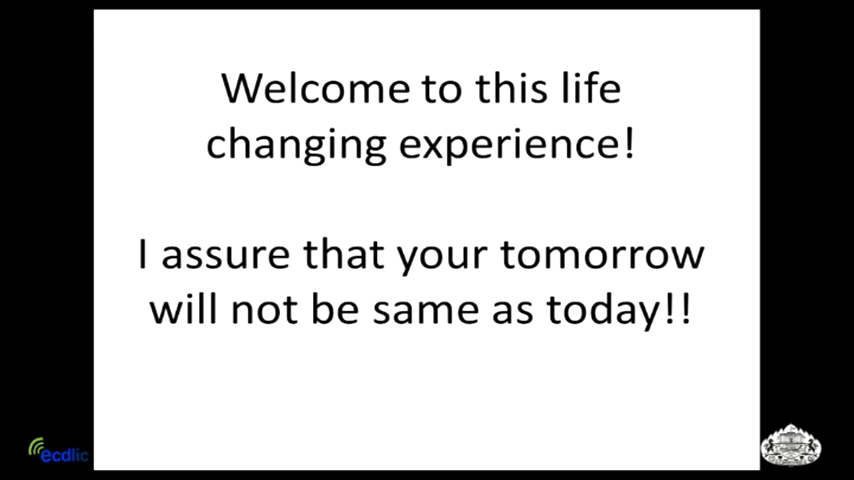 Welcome to this life
changing experience!
I assure that your tomorrow
will not be same as today!!
ecdlic